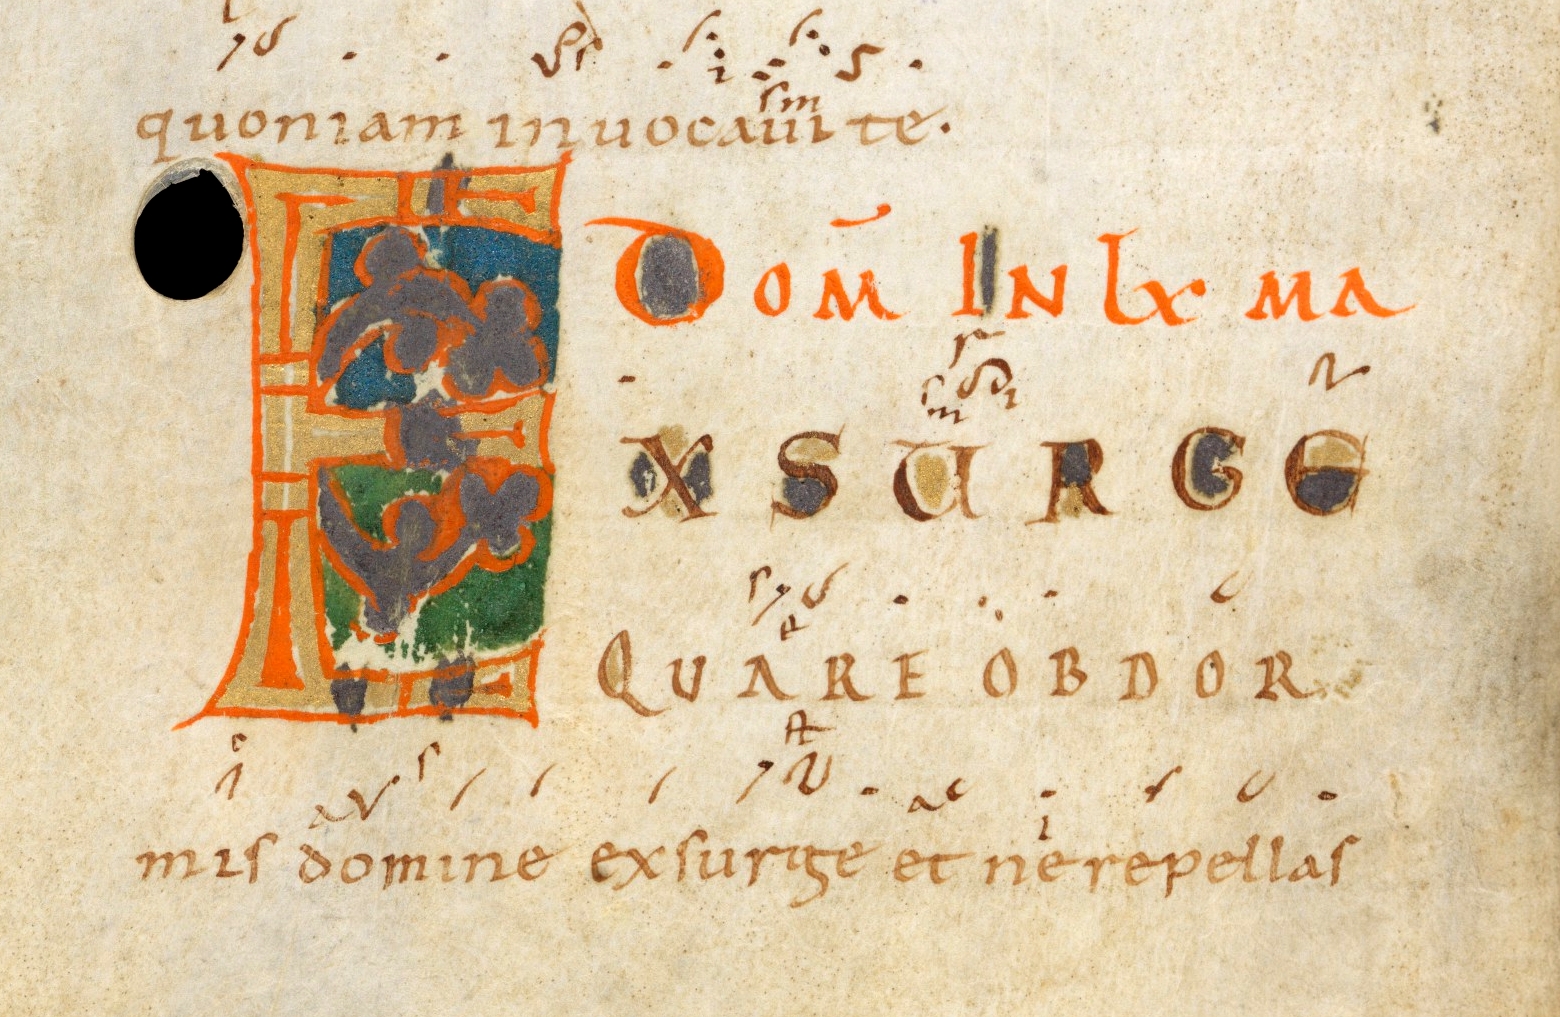 quoniam inuocaui te.
Dom̄ IN lx ma
EXSURGE
QUARE OBDOR
mis domine exsurge et ne repellas